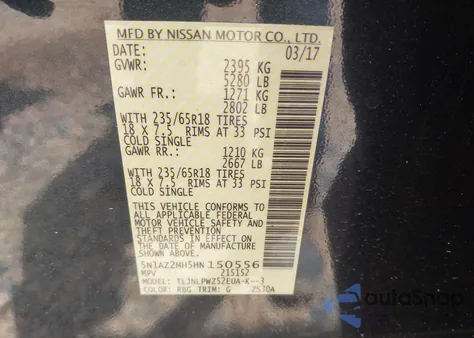 MFD BY NISSAN MOTOR CO., LTD.
DATE: 03/17
GVWR: 2395 KG
5280 LB
GAWR FR.: 1271 KG
2802 LB
WITH 235/65R18 TIRES
18 X 7.5 RIMS AT 33 PSI
COLD SINGLE
GAWR RR.: 1210 KG
2667 LB
WITH 235/65R18 TIRES
18 X 7.5 RIMS AT 33 PSI
COLD SINGLE
THIS VEHICLE CONFORMS TO
ALL APPLICABLE FEDERAL
MOTOR VEHICLE SAFETY AND
THEFT PREVENTION
STANDARDS IN EFFECT ON
THE DATE OF MANUFACTURE
SHOWN ABOVE.
5N1AZ2MH5HN150556
MPV 215152
TLJNLPWZ52EUA-K--3
COLOR: RBG TRIM: G
AutoSnap